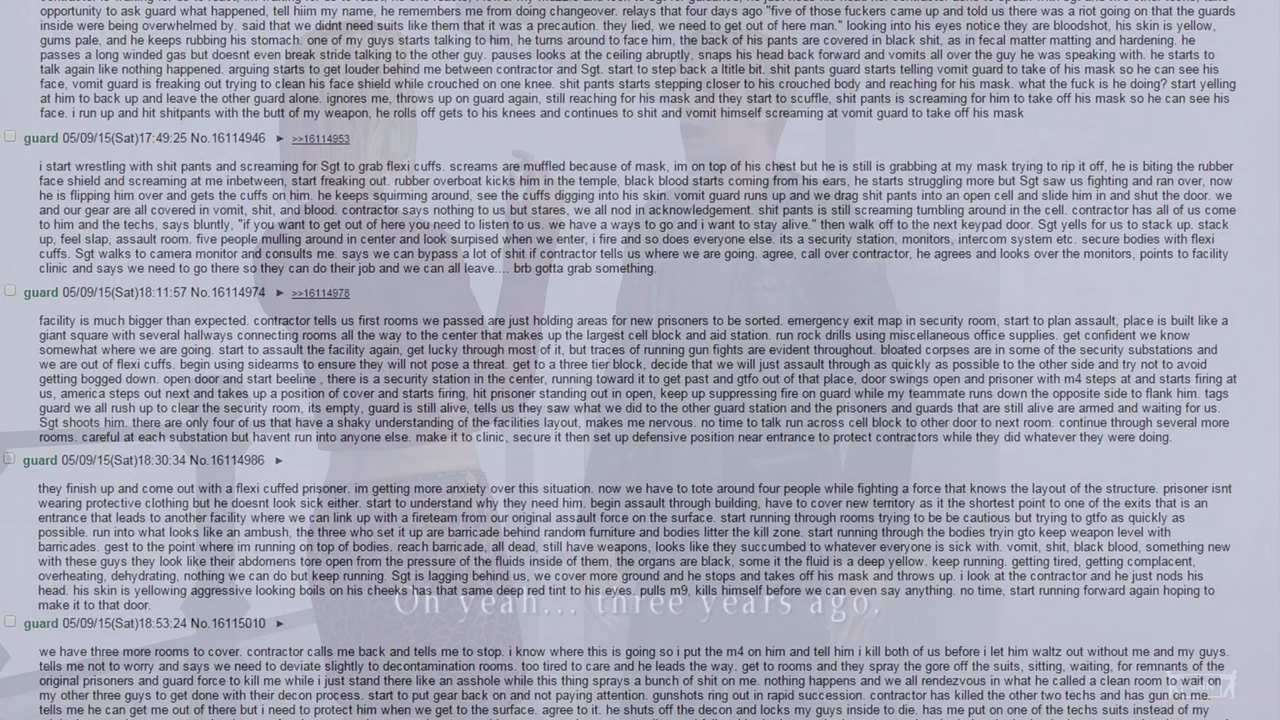 opportunity to ask guard what happened, tell him my name, he remembers me from doing changeover. relays that four days ago "five of those fuckers came up and told us there was a riot going on that the guards
inside were being overwhelmed by. said that we didnt need suits like them that it was a precaution. they lied, we need to get out of here man." looking into his eyes notice they are bloodshot, his skin is yellow,
gums pale, and he keeps rubbing his stomach. one of my guys starts talking to him, he turns around to face him, the back of his pants are covered in black shit, as in fecal matter matting and hardening. he
passes a long winded gas but doesnt even break stride talking to the other guy. pauses looks at the ceiling abruptly, snaps his head back forward and vomits all over the guy he was speaking with. he starts to
talk again like nothing happened. arguing starts to get louder behind me between contractor and Sgt. start to step back a ltitle bit. shit pants guard starts telling vomit guard to take of his mask so he can see his
face, vomit guard is freaking out trying to clean his face shield while crouched on one knee. shit pants starts stepping closer to his crouched body and reaching for his mask. what the fuck is he doing? start yelling
at him to back up and leave the other guard alone. ignores me, throws up on guard again, still reaching for his mask and they start to scuffle, shit pants is screaming for him to take off his mask so he can see his
face. i run up and hit shitpants with the butt of my weapon, he rolls off gets to his knees and continues to shit and vomit himself screaming at vomit guard to take off his mask
guard 05/09/15(Sat)17:49:25 No.16114946 ► >>16114953
i start wrestling with shit pants and screaming for Sgt to grab flexi cuffs. screams are muffled because of mask, im on top of his chest but he is still is grabbing at my mask trying to rip it off, he is biting the rubber
face shield and screaming at me inbetween, start freaking out. rubber overboat kicks him in the temple, black blood starts coming from his ears, he starts struggling more but Sgt saw us fighting and ran over, now
he is flipping him over and gets the cuffs on him. he keeps squirming around, see the cuffs digging into his skin. vomit guard runs up and we drag shit pants into an open cell and slide him in and shut the door. we
and our gear are all covered in vomit, shit, and blood. contractor says nothing to us but stares, we all nod in acknowledgement. shit pants is still screaming tumbling around in the cell. contractor has all of us come
to him and the techs, says bluntly, "if you want to get out of here you need to listen to us. we have a ways to go and i want to stay alive." then walk off to the next keypad door. Sgt yells for us to stack up. stack
up, feel slap, assault room. five people mulling around in center and look surpised when we enter, i fire and so does everyone else. its a security station, monitors, intercom system etc. secure bodies with flexi
cuffs. Sgt walks to camera monitor and consults me. says we can bypass a lot of shit if contractor tells us where we are going. agree, call over contractor, he agrees and looks over the monitors, points to facility
clinic and says we need to go there so they can do their job and we can all leave.... brb gotta grab something.
guard 05/09/15(Sat)18:11:57 No.16114974 ► >>16114978
facility is much bigger than expected. contractor tells us first rooms we passed are just holding areas for new prisoners to be sorted. emergency exit map in security room, start to plan assault, place is built like a
giant square with several hallways connecting rooms all the way to the center that makes up the largest cell block and aid station. run rock drills using miscellaneous office supplies. get confident we know
somewhat where we are going. start to assault the facility again, get lucky through most of it, but traces of running gun fights are evident throughout. bloated corpses are in some of the security substations and
we are out of flexi cuffs. begin using sidearms to ensure they will not pose a threat. get to a three tier block, decide that we will just assault through as quickly as possible to the other side and try not to avoid
getting bogged down. open door and start beeline , there is a security station in the center, running toward it to get past and gtfo out of that place, door swings open and prisoner with m4 steps at and starts firing at
us, america steps out next and takes up a position of cover and starts firing, hit prisoner standing out in open, keep up suppressing fire on guard while my teammate runs down the opposite side to flank him. tags
guard we all rush up to clear the security room, its empty, guard is still alive, tells us they saw what we did to the other guard station and the prisoners and guards that are still alive are armed and waiting for us.
Sgt shoots him. there are only four of us that have a shaky understanding of the facilities layout, makes me nervous. no time to talk run across cell block to other door to next room. continue through several more
rooms. careful at each substation but havent run into anyone else. make it to clinic, secure it then set up defensive position near entrance to protect contractors while they did whatever they were doing.
guard 05/09/15(Sat)18:30:34 No.16114986 ►
they finish up and come out with a flexi cuffed prisoner. im getting more anxiety over this situation. now we have to tote around four people while fighting a force that knows the layout of the structure. prisoner isnt
wearing protective clothing but he doesnt look sick either. start to understand why they need him. begin assault through building, have to cover new territory as it the shortest point to one of the exits that is an
entrance that leads to another facility where we can link up with a fireteam from our original assault force on the surface. start running through rooms trying to be be cautious but trying to gtfo as quickly as
possible. run into what looks like an ambush, the three who set it up are barricade behind random furniture and bodies litter the kill zone. start running through the bodies tryin gto keep weapon level with
barricades. gest to the point where im running on top of bodies. reach barricade, all dead, still have weapons, looks like they succumbed to whatever everyone is sick with. vomit, shit, black blood, something new
with these guys they look like their abdomens tore open from the pressure of the fluids inside of them, the organs are black, some it the fluid is a deep yellow. keep running. getting tired, getting complacent,
overheating, dehydrating, nothing we can do but keep running. Sgt is lagging behind us, we cover more ground and he stops and takes off his mask and throws up. i look at the contractor and he just nods his
head. his skin is yellowing aggressive looking boils on his cheeks has that same deep red tint to his eyes. pulls m9, kills himself before we can even say anything. no time, start running forward again hoping to
make it to that door.
Oh yeah... three years ago.
guard 05/09/15(Sat)18:53:24 No.16115010 ►
we have three more rooms to cover. contractor calls me back and tells me to stop. i know where this is going so i put the m4 on him and tell him i kill both of us before i let him waltz out without me and my guys.
tells me not to worry and says we need to deviate slightly to decontamination rooms. too tired to care and he leads the way. get to rooms and they spray the gore off the suits, sitting, waiting, for remnants of the
original prisoners and guard force to kill me while i just stand there like an asshole while this thing sprays a bunch of shit on me. nothing happens and we all rendezvous in what he called a clean room to wait on
my other three guys to get done with their decon process. start to put gear back on and not paying attention. gunshots ring out in rapid succession. contractor has killed the other two techs and has gun on me
tells me he can get me out of there but i need to protect him when we get to the surface. agree to it. he shuts off the decon and locks my guys inside to die. has me put on one of the techs suits instead of my